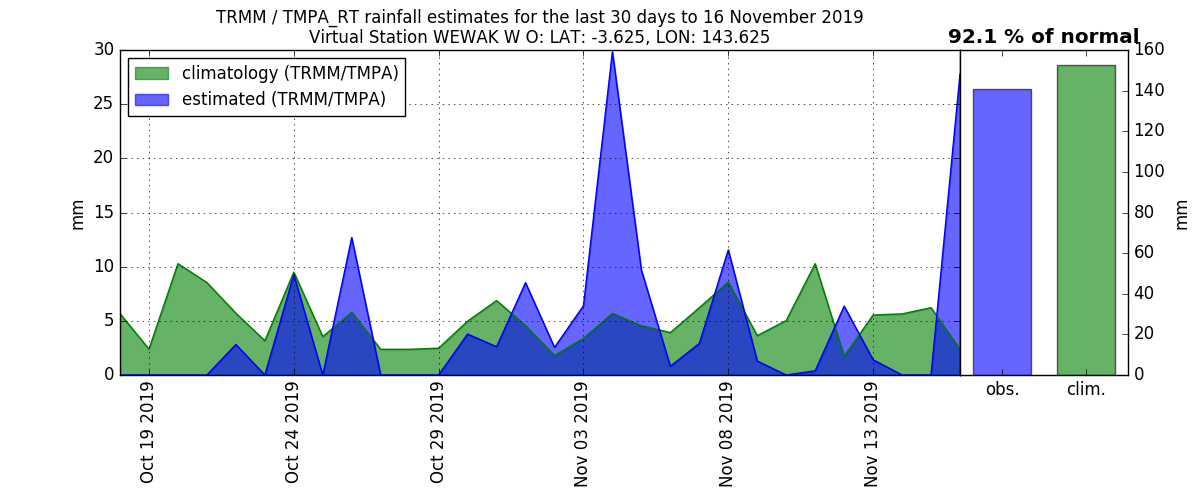 TRMM / TMPA_RT rainfall estimates for the last 30 days to 16 November 2019
Virtual Station WEWAK W O: LAT: -3.625, LON: 143.625
92.1 % of normal
climatology (TRMM/TMPA)
estimated (TRMM/TMPA)
30
25
20
15
10
5
0
mm
160
140
120
100
80
60
40
20
0
mm
Oct 19 2019
Oct 24 2019
Oct 29 2019
Nov 03 2019
Nov 08 2019
Nov 13 2019
obs.
clim.